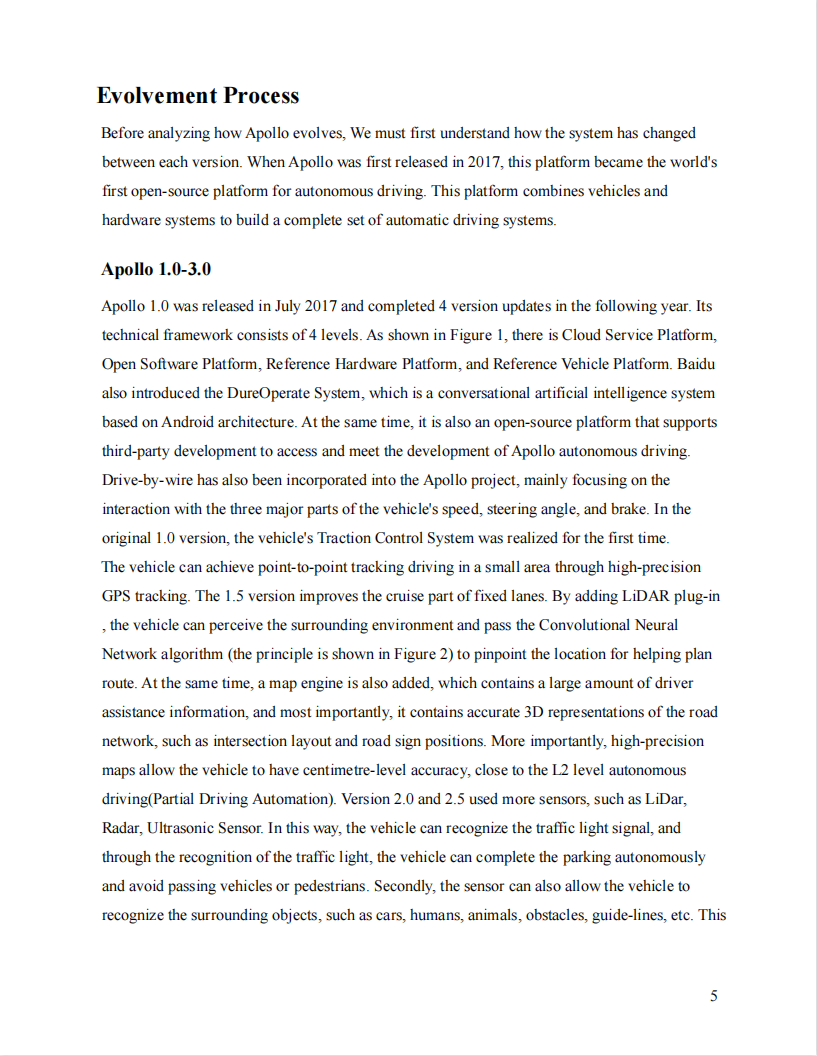 Evolvement Process
Before analyzing how Apollo evolves, We must first understand how the system has changed
between each version. When Apollo was first released in 2017, this platform became the world's
first open-source platform for autonomous driving. This platform combines vehicles and
hardware systems to build a complete set of automatic driving systems.
Apollo 1.0-3.0
Apollo 1.0 was released in July 2017 and completed 4 version updates in the following year. Its
technical framework consists of 4 levels. As shown in Figure 1, there is Cloud Service Platform,
Open Software Platform, Reference Hardware Platform, and Reference Vehicle Platform. Baidu
also introduced the DureOperate System, which is a conversational artificial intelligence system
based on Android architecture. At the same time, it is also an open-source platform that supports
third-party development to access and meet the development of Apollo autonomous driving.
Drive-by-wire has also been incorporated into the Apollo project, mainly focusing on the
interaction with the three major parts of the vehicle's speed, steering angle, and brake. In the
original 1.0 version, the vehicle's Traction Control System was realized for the first time.
The vehicle can achieve point-to-point tracking driving in a small area through high-precision
GPS tracking. The 1.5 version improves the cruise part of fixed lanes. By adding LiDAR plug-in
, the vehicle can perceive the surrounding environment and pass the Convolutional Neural
Network algorithm (the principle is shown in Figure 2) to pinpoint the location for helping plan
route. At the same time, a map engine is also added, which contains a large amount of driver
assistance information, and most importantly, it contains accurate 3D representations of the road
network, such as intersection layout and road sign positions. More importantly, high-precision
maps allow the vehicle to have centimetre-level accuracy, close to the L2 level autonomous
driving(Partial Driving Automation). Version 2.0 and 2.5 used more sensors, such as LiDar,
Radar, Ultrasonic Sensor. In this way, the vehicle can recognize the traffic light signal, and
through the recognition of the traffic light, the vehicle can complete the parking autonomously
and avoid passing vehicles or pedestrians. Secondly, the sensor can also allow the vehicle to
recognize the surrounding objects, such as cars, humans, animals, obstacles, guide-lines, etc. This
5